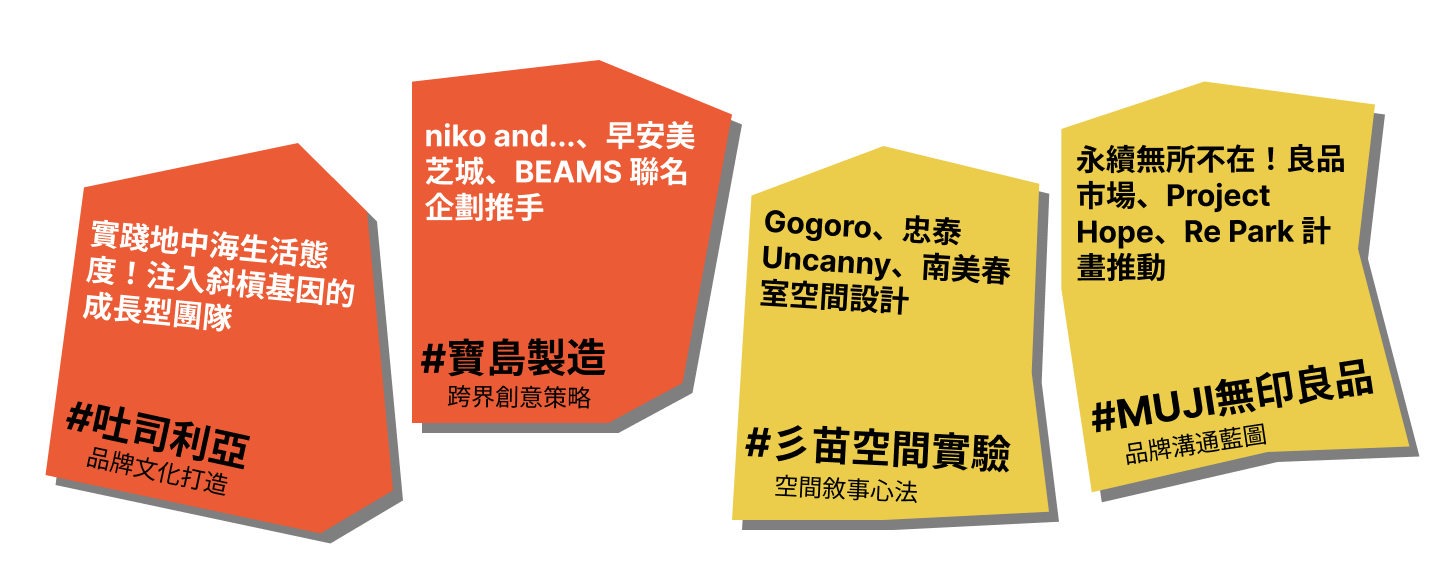 實踐地中海生活態
度！注入斜槓基因的
成長型團隊
#吐司利亞
品牌文化打造
niko and...、早安美
芝城、BEAMS 聯名
企劃推手
#寶島製造
跨界創意策略
Gogoro、忠泰
Uncanny、南美春
室空間設計
#彡苗空間實驗
空間敘事心法
永續無所不在！良品
市場、Project
Hope、Re Park 計
畫推動
#MUJI無印良品
品牌溝通藍圖